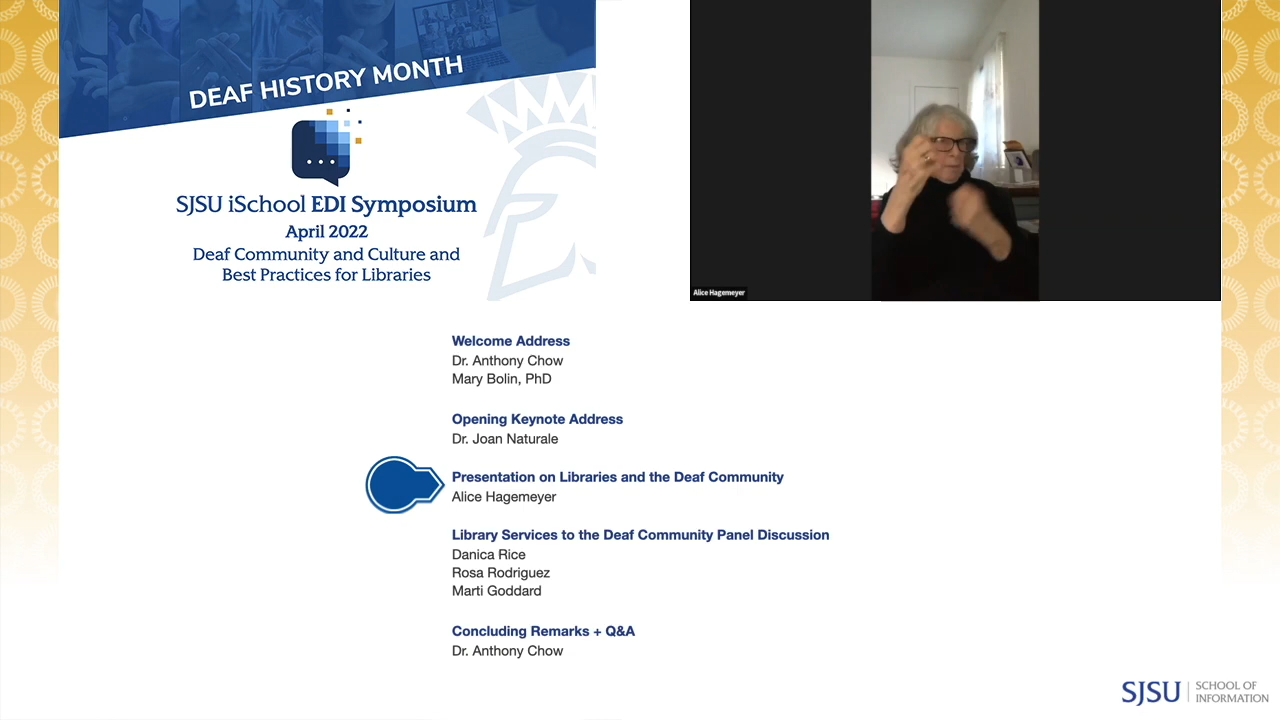 DEAF HISTORY MONTH
SJSU iSchool EDI Symposium
April 2022
Deaf Community and Culture and
Best Practices for Libraries
Alice Hagemeyer
Welcome Address
Dr. Anthony Chow
Mary Bolin, PhD
Opening Keynote Address
Dr. Joan Naturale
Presentation on Libraries and the Deaf Community
Alice Hagemeyer
Library Services to the Deaf Community Panel Discussion
Danica Rice
Rosa Rodriguez
Marti Goddard
Concluding Remarks + Q&A
Dr. Anthony Chow
SJSU
SCHOOL OF
INFORMATION